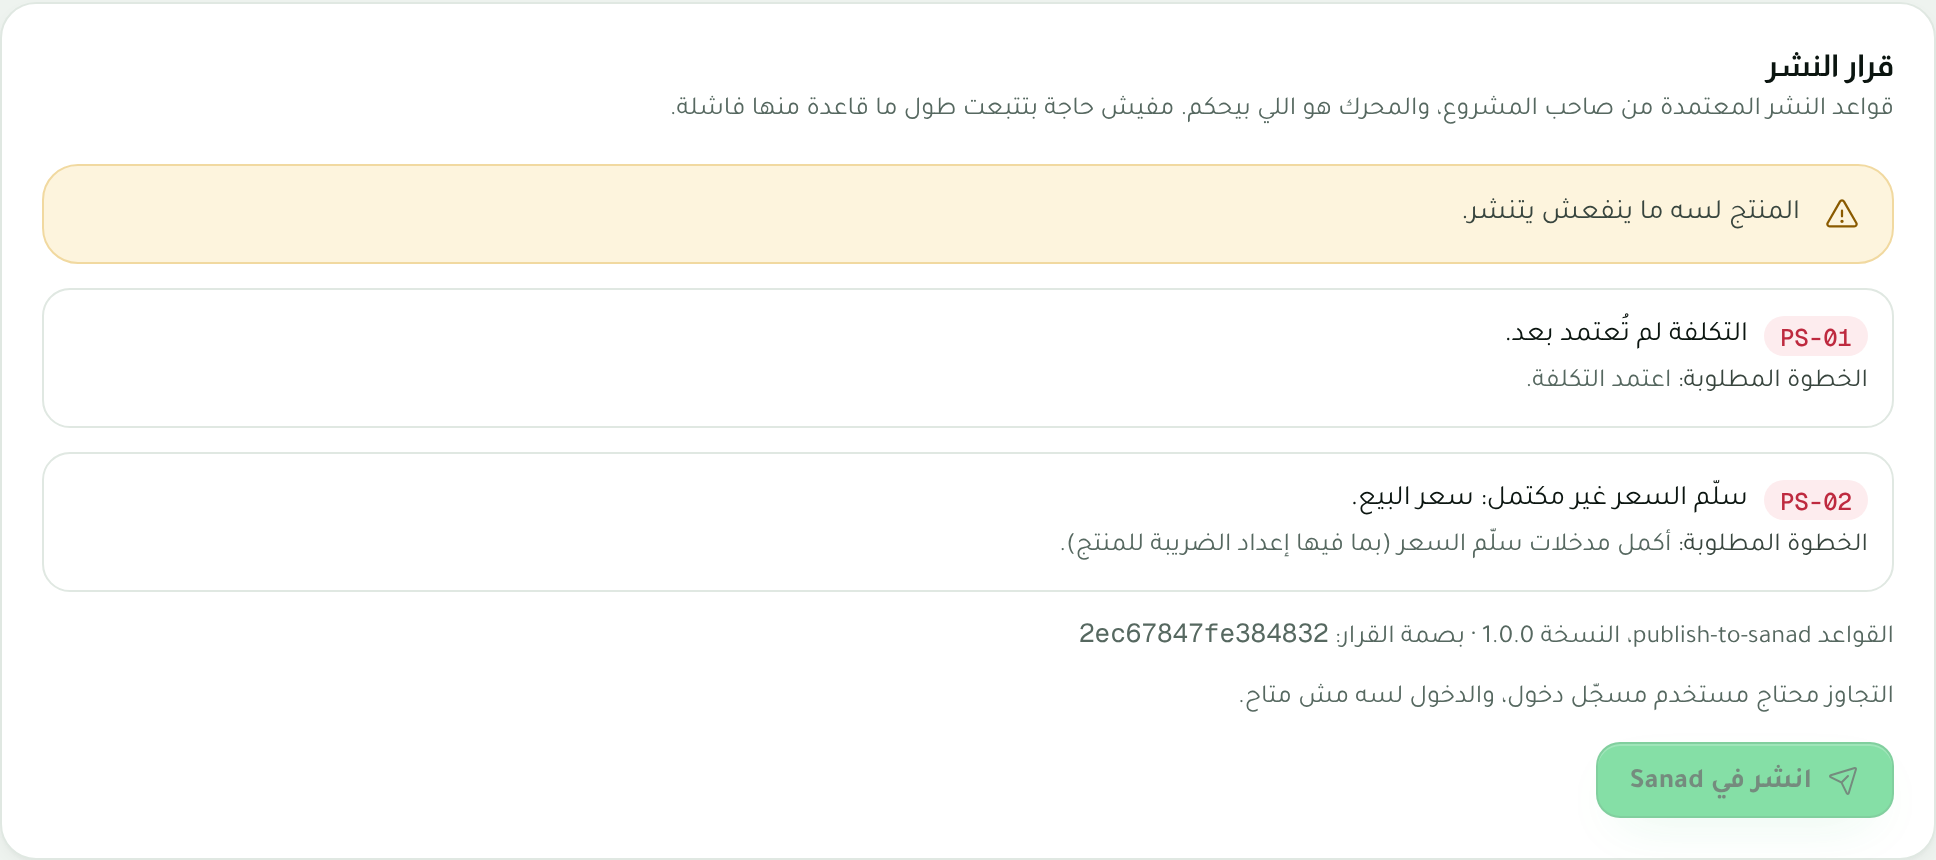 قرار النشر
قواعد النشر المعتمدة من صاحب المشروع، والمحرك هو اللي بيحكم. مفيش حاجة بتتبعت طول ما قاعدة منها فاشلة.
المنتج لسه ما ينفعش يتنشر.
PS-01 التكلفة لم تُعتمد بعد.
الخطوة المطلوبة: اعتمد التكلفة.
PS-02 سلّم السعر غير مكتمل: سعر البيع.
الخطوة المطلوبة: أكمل مدخلات سلّم السعر (بما فيها إعداد الضريبة للمنتج).
القواعد publish-to-sanad، النسخة 1.0.0 · بصمة القرار: 2ec67847fe384832
التجاوز محتاج مستخدم مسجّل دخول، والدخول لسه مش متاح.
انشر في Sanad